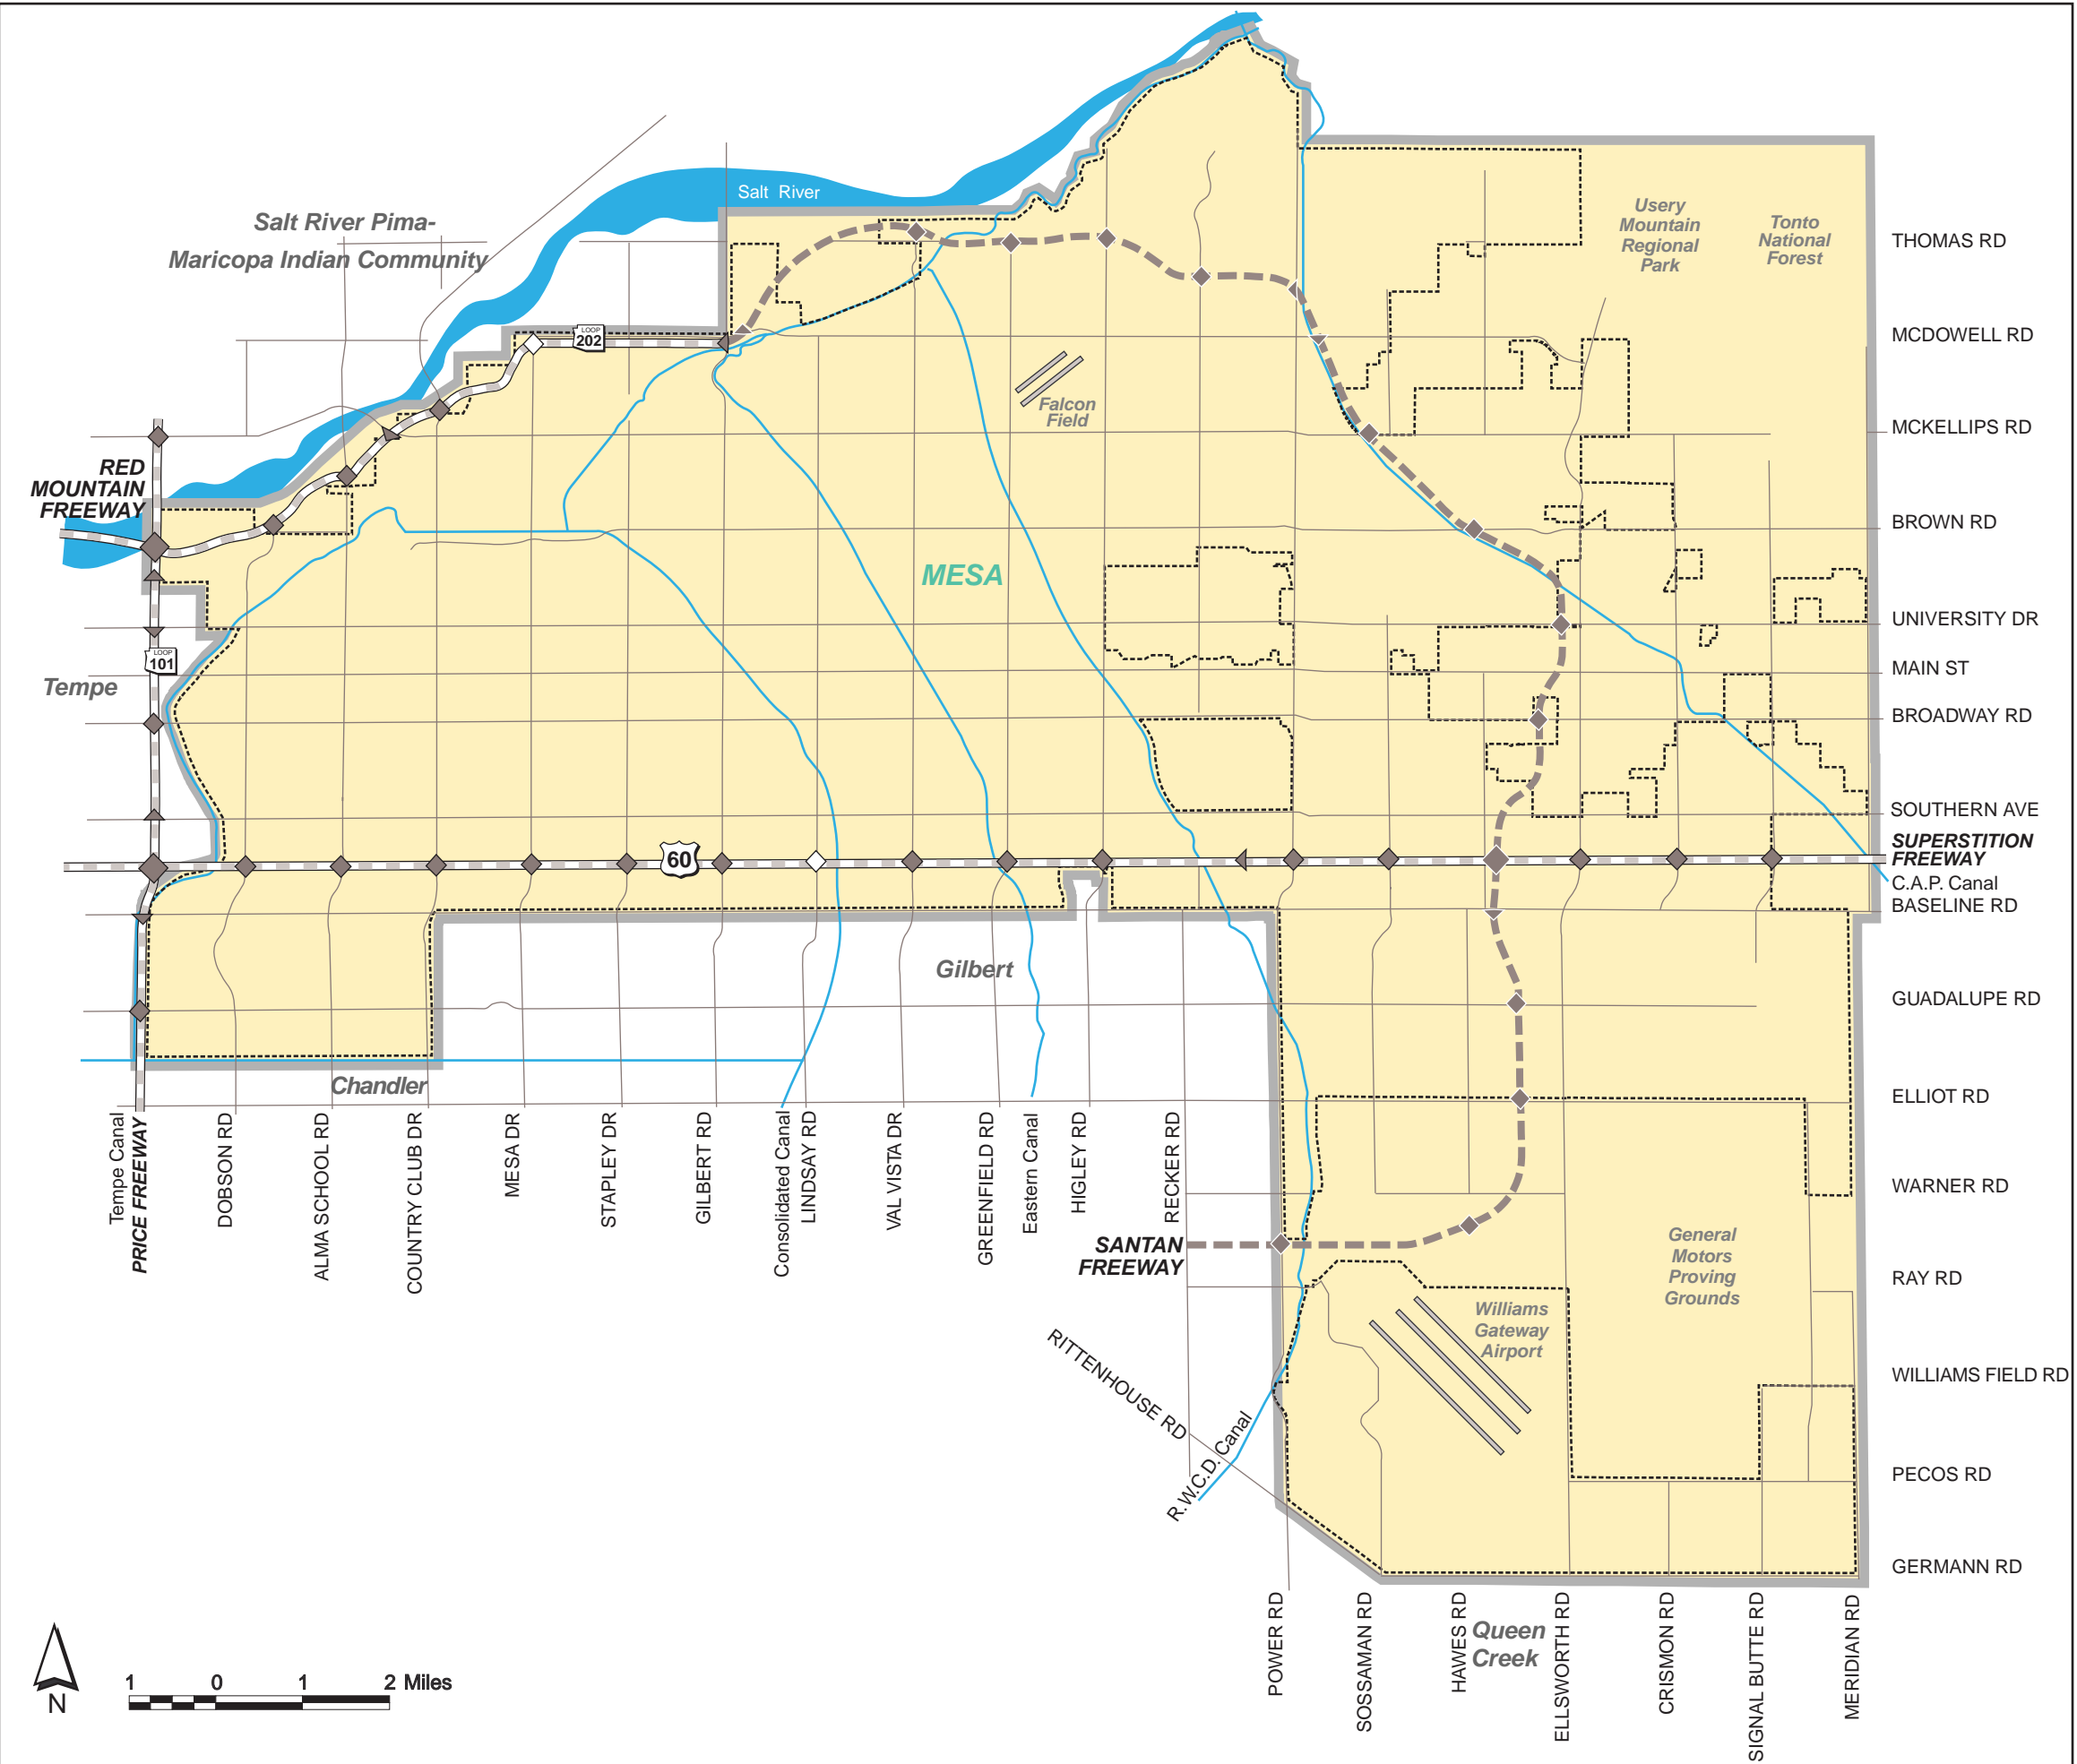 Salt River
Salt River Pima-
Maricopa Indian Community
Usery
Mountain
Regional
Park
Tonto
National
Forest
THOMAS RD
LOOP
202
MCDOWELL RD
Falcon
Field
MCKELLIPS RD
RED
MOUNTAIN
FREEWAY
BROWN RD
MESA
UNIVERSITY DR
LOOP
101
MAIN ST
Tempe
BROADWAY RD
SOUTHERN AVE
60
SUPERSTITION
FREEWAY
C.A.P. Canal
BASELINE RD
Gilbert
GUADALUPE RD
Chandler
ELLIOT RD
Tempe Canal
PRICE FREEWAY
DOBSON RD
ALMA SCHOOL RD
COUNTRY CLUB DR
MESA DR
STAPLEY DR
GILBERT RD
Consolidated Canal
LINDSAY RD
VAL VISTA DR
GREENFIELD RD
Eastern Canal
HIGLEY RD
RECKER RD
WARNER RD
SANTAN
FREEWAY
General
Motors
Proving
Grounds
RAY RD
Williams
Gateway
Airport
RITTENHOUSE RD
WILLIAMS FIELD RD
R.W.C.D. Canal
PECOS RD
GERMANN RD
POWER RD
SOSSAMAN RD
HAWES RD
Queen
Creek
ELLSWORTH RD
CRISMON RD
SIGNAL BUTTE RD
MERIDIAN RD
N
1 0 1 2 Miles